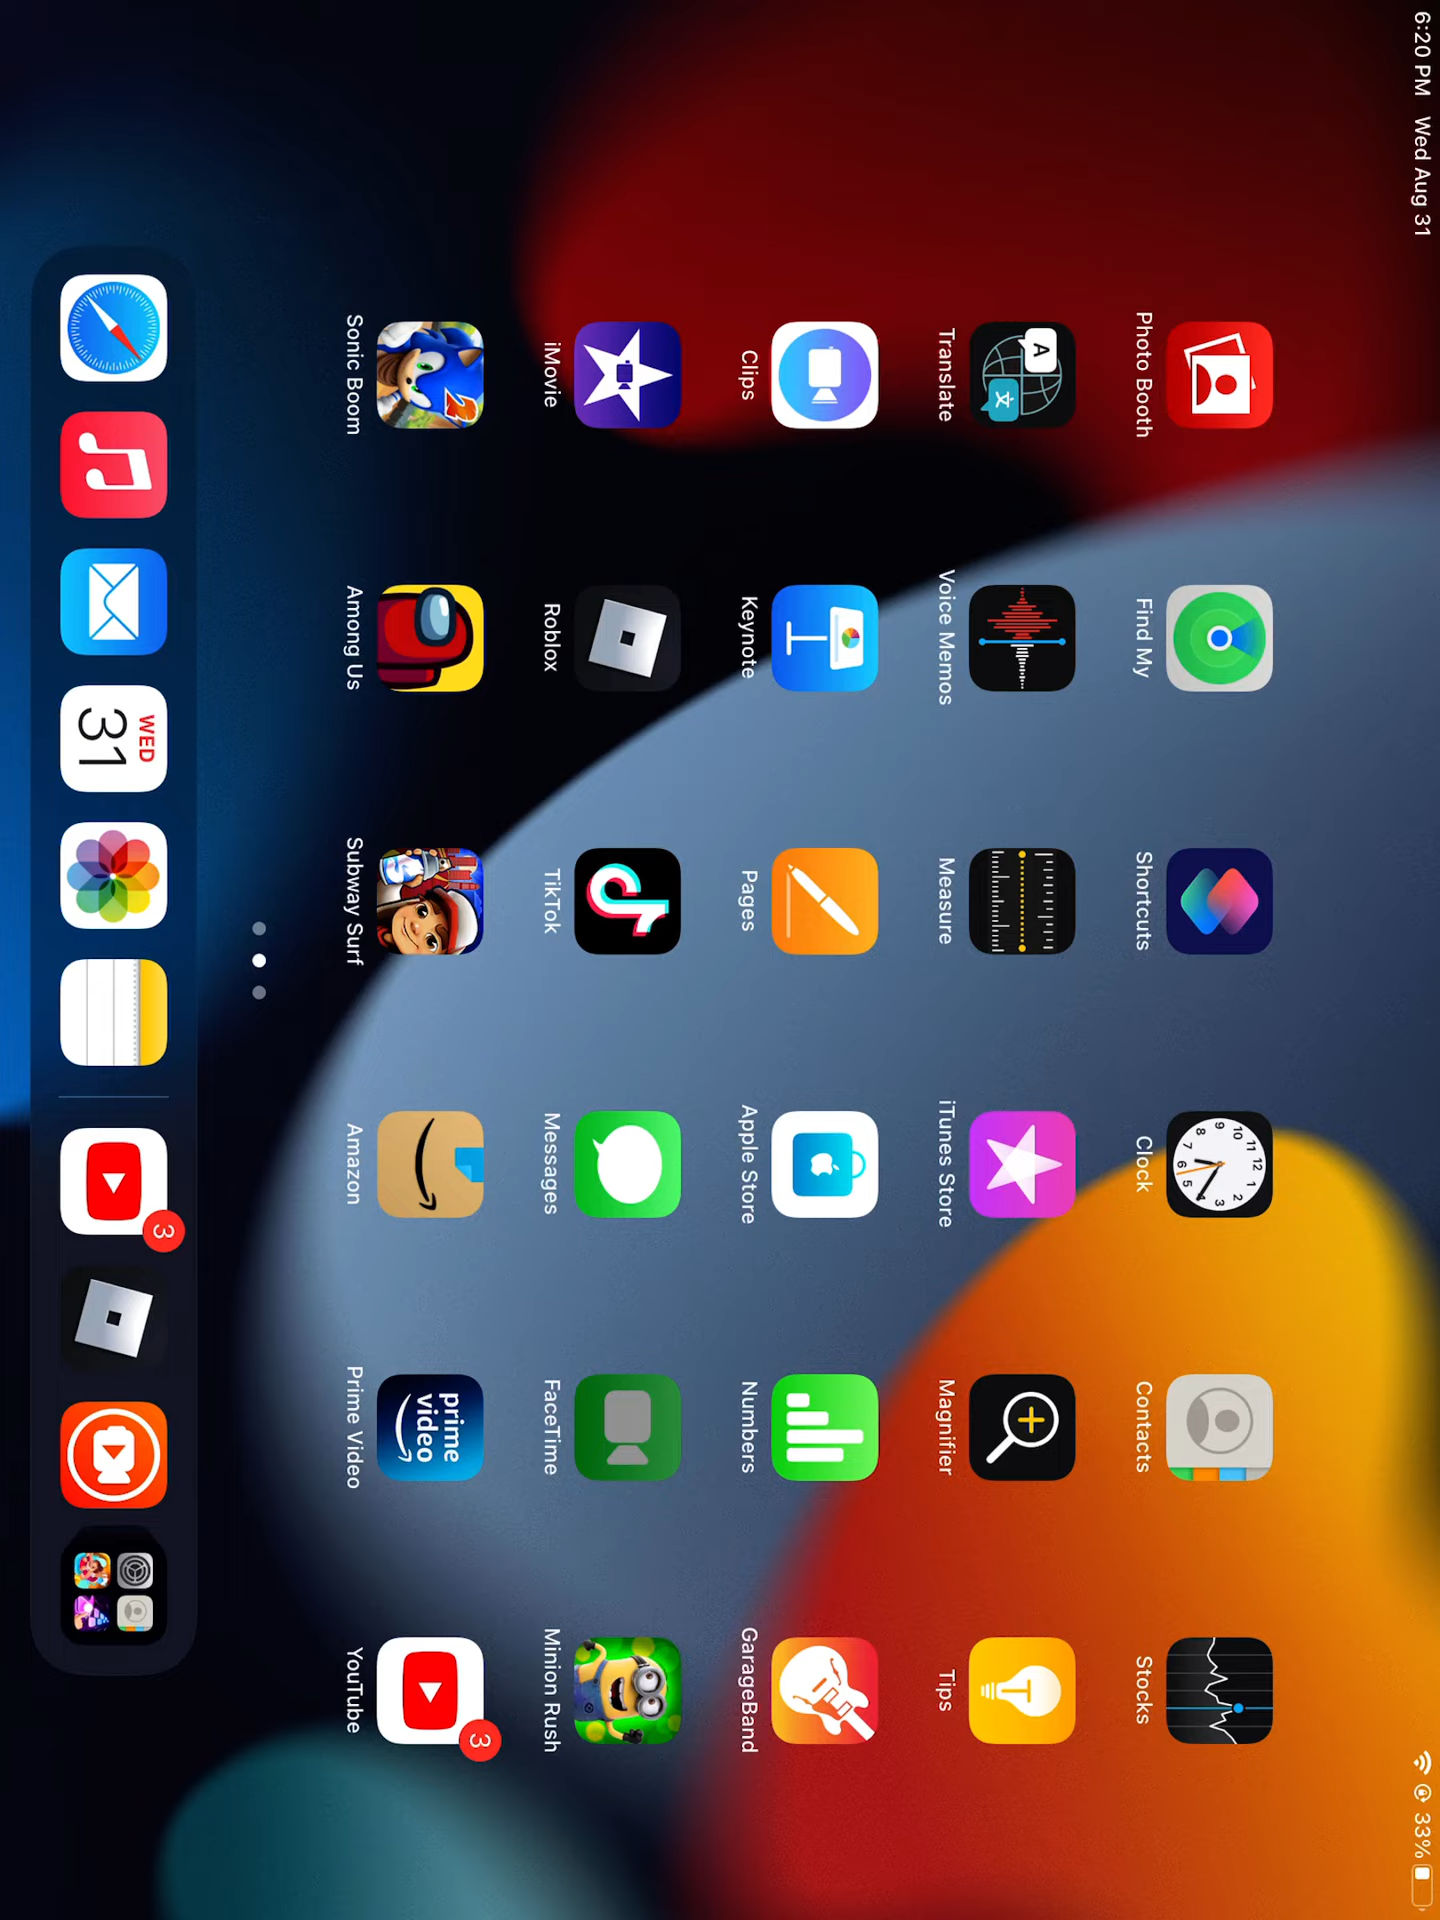 6:20 PM Wed Aug 31
33%
Photo Booth
Find My
Shortcuts
Clock
Contacts
Stocks
Translate
Voice Memos
Measure
iTunes Store
Magnifier
Tips
Clips
Keynote
Pages
Apple Store
Numbers
GarageBand
iMovie
Roblox
TikTok
Messages
FaceTime
Minion Rush
Sonic Boom
Among Us
Subway Surf
Amazon
prime
video
Prime Video
3
YouTube
WED
31
3